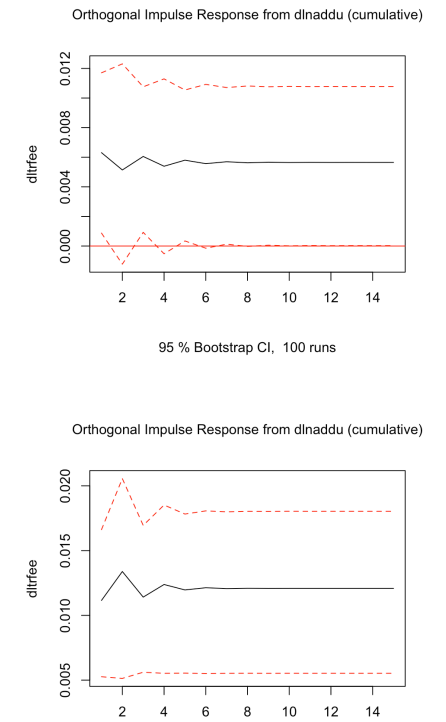 Orthogonal Impulse Response from dlnaddu (cumulative)
0.012
0.008
0.004
0.000
dltrfee
2 4 6 8 10 12 14
95 % Bootstrap CI, 100 runs
Orthogonal Impulse Response from dlnaddu (cumulative)
0.020
0.015
0.010
0.005
dltrfee
2 4 6 8 10 12 14